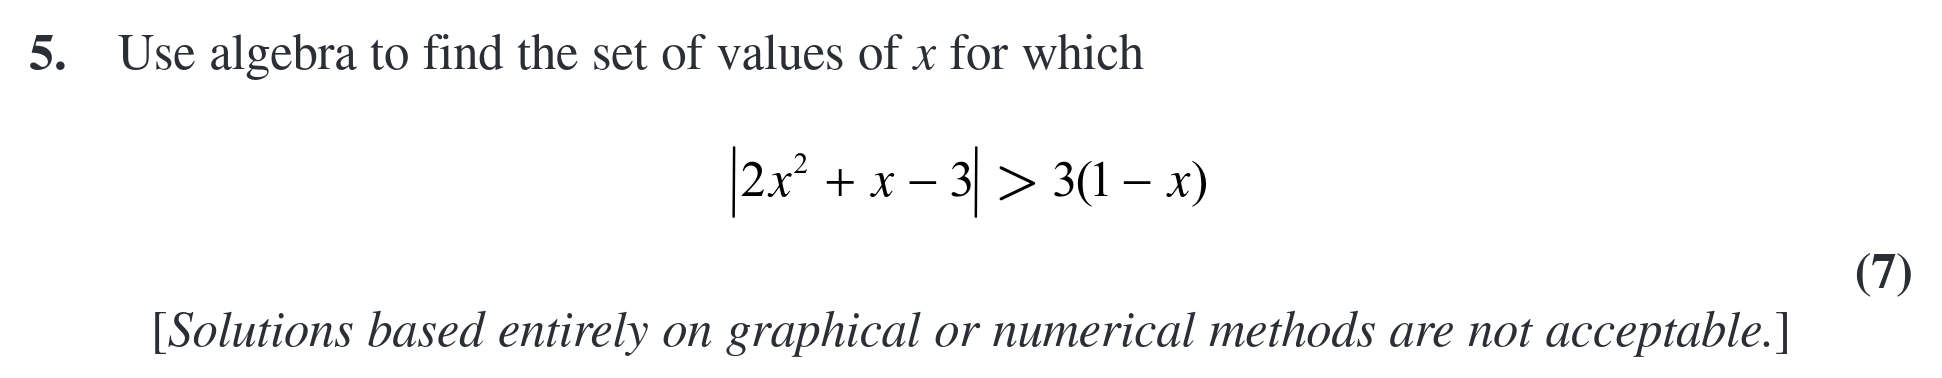 5. Use algebra to find the set of values of x for which
|2x² + x − 3| > 3(1 − x)
(7)
[Solutions based entirely on graphical or numerical methods are not acceptable.]